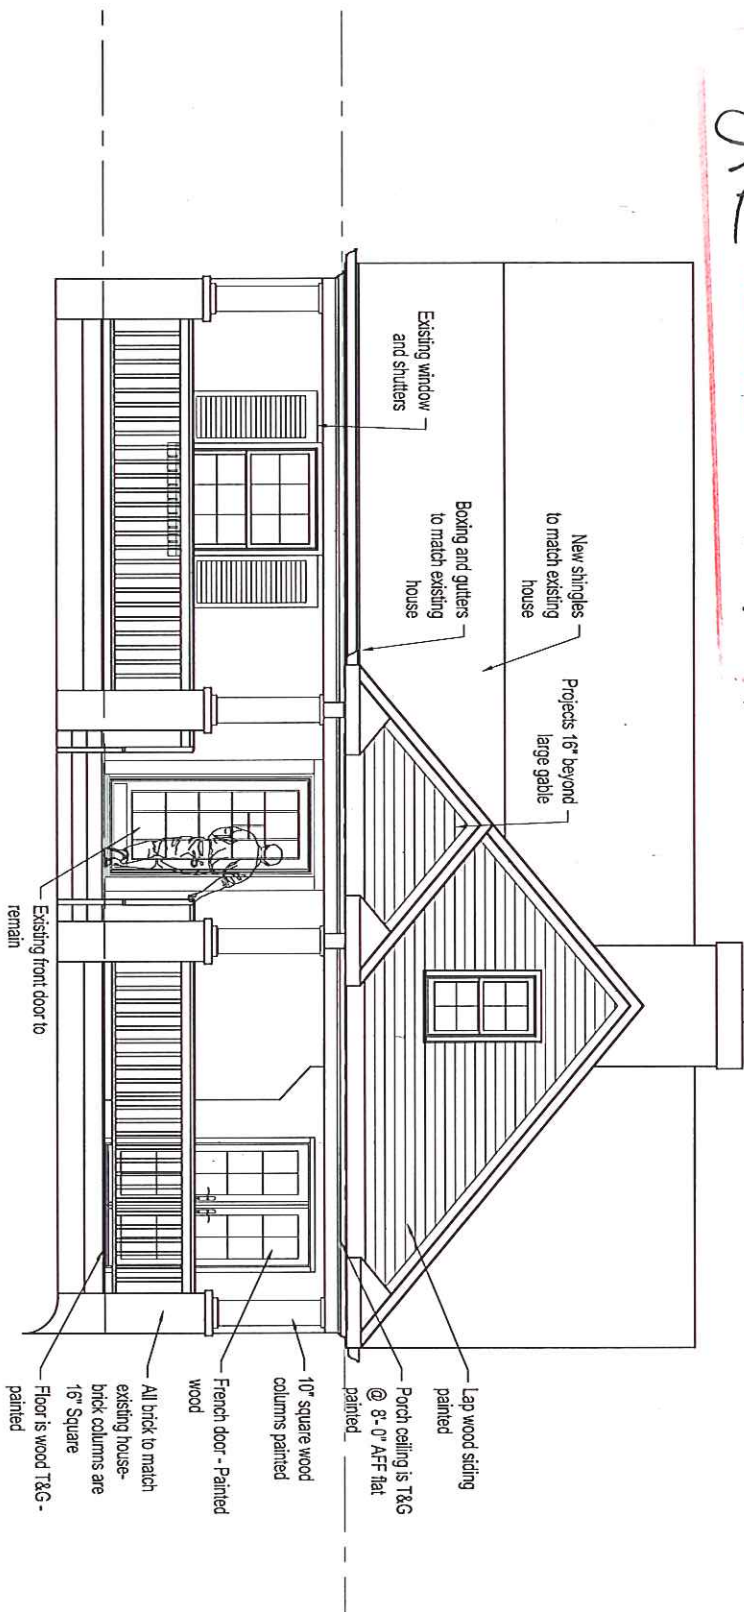 New shingles
to match existing
house
Projects 16" beyond
large gable
Boxing and gutters
to match existing
house
Existing window
and shutters
Existing front door to
remain
Lap wood siding
painted
Porch ceiling is T&G
@ 8'- 0" AFF flat
painted
10" square wood
columns painted
French door - Painted
wood
All brick to match
existing house-
brick columns are
16" Square
Floor is wood T&G -
painted